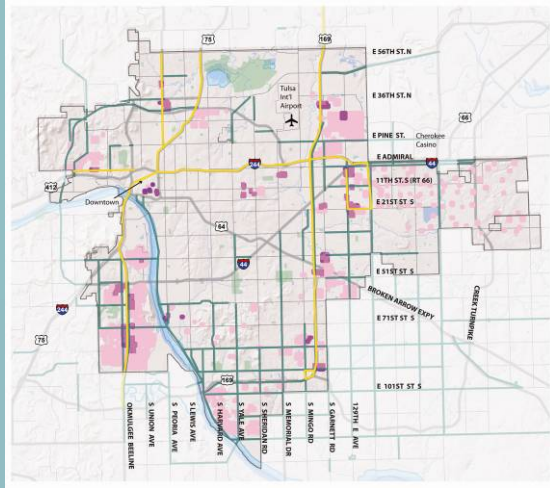 75
169
E 56TH ST. N
Tulsa
Int'l
Airport
E 36TH ST. N
66
E PINE ST.
Cherokee
Casino
E ADMIRAL
44
244
412
11TH ST. S (RT 66)
Downtown
E 21ST ST S
64
44
E 51ST ST S
BROKEN ARROW EXPY
CREEK TURNPIKE
244
E 71ST ST S
75
169
E 101ST ST S
OKMULGEE BEELINE
S UNION AVE
S PEORIA AVE
S LEWIS AVE
S HARVARD AVE
S YALE AVE
S SHERIDAN RD
S MEMORIAL DR
S MINGO RD
S GARNETT RD
129TH E AVE